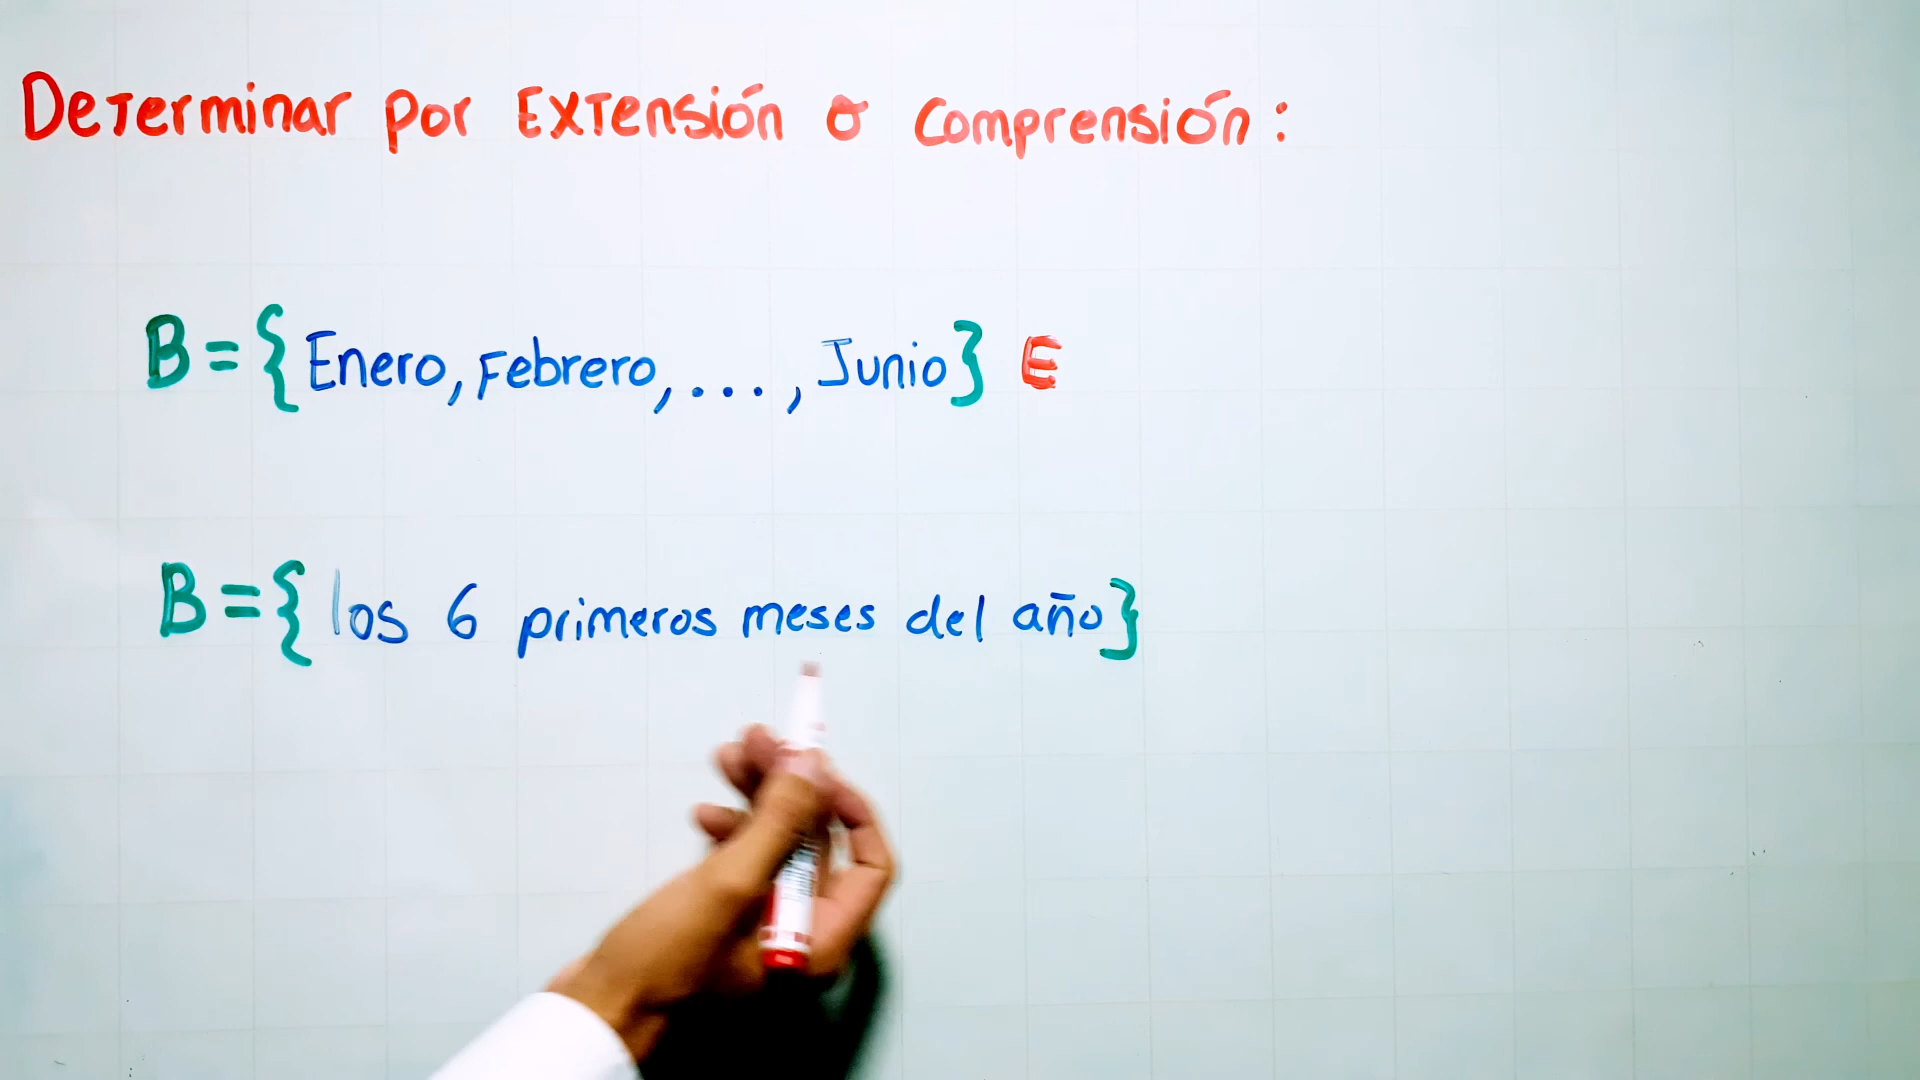 Determinar por Extensión o Comprensión:
B={Enero, Febrero, ..., Junio} E
B={los 6 primeros meses del año}